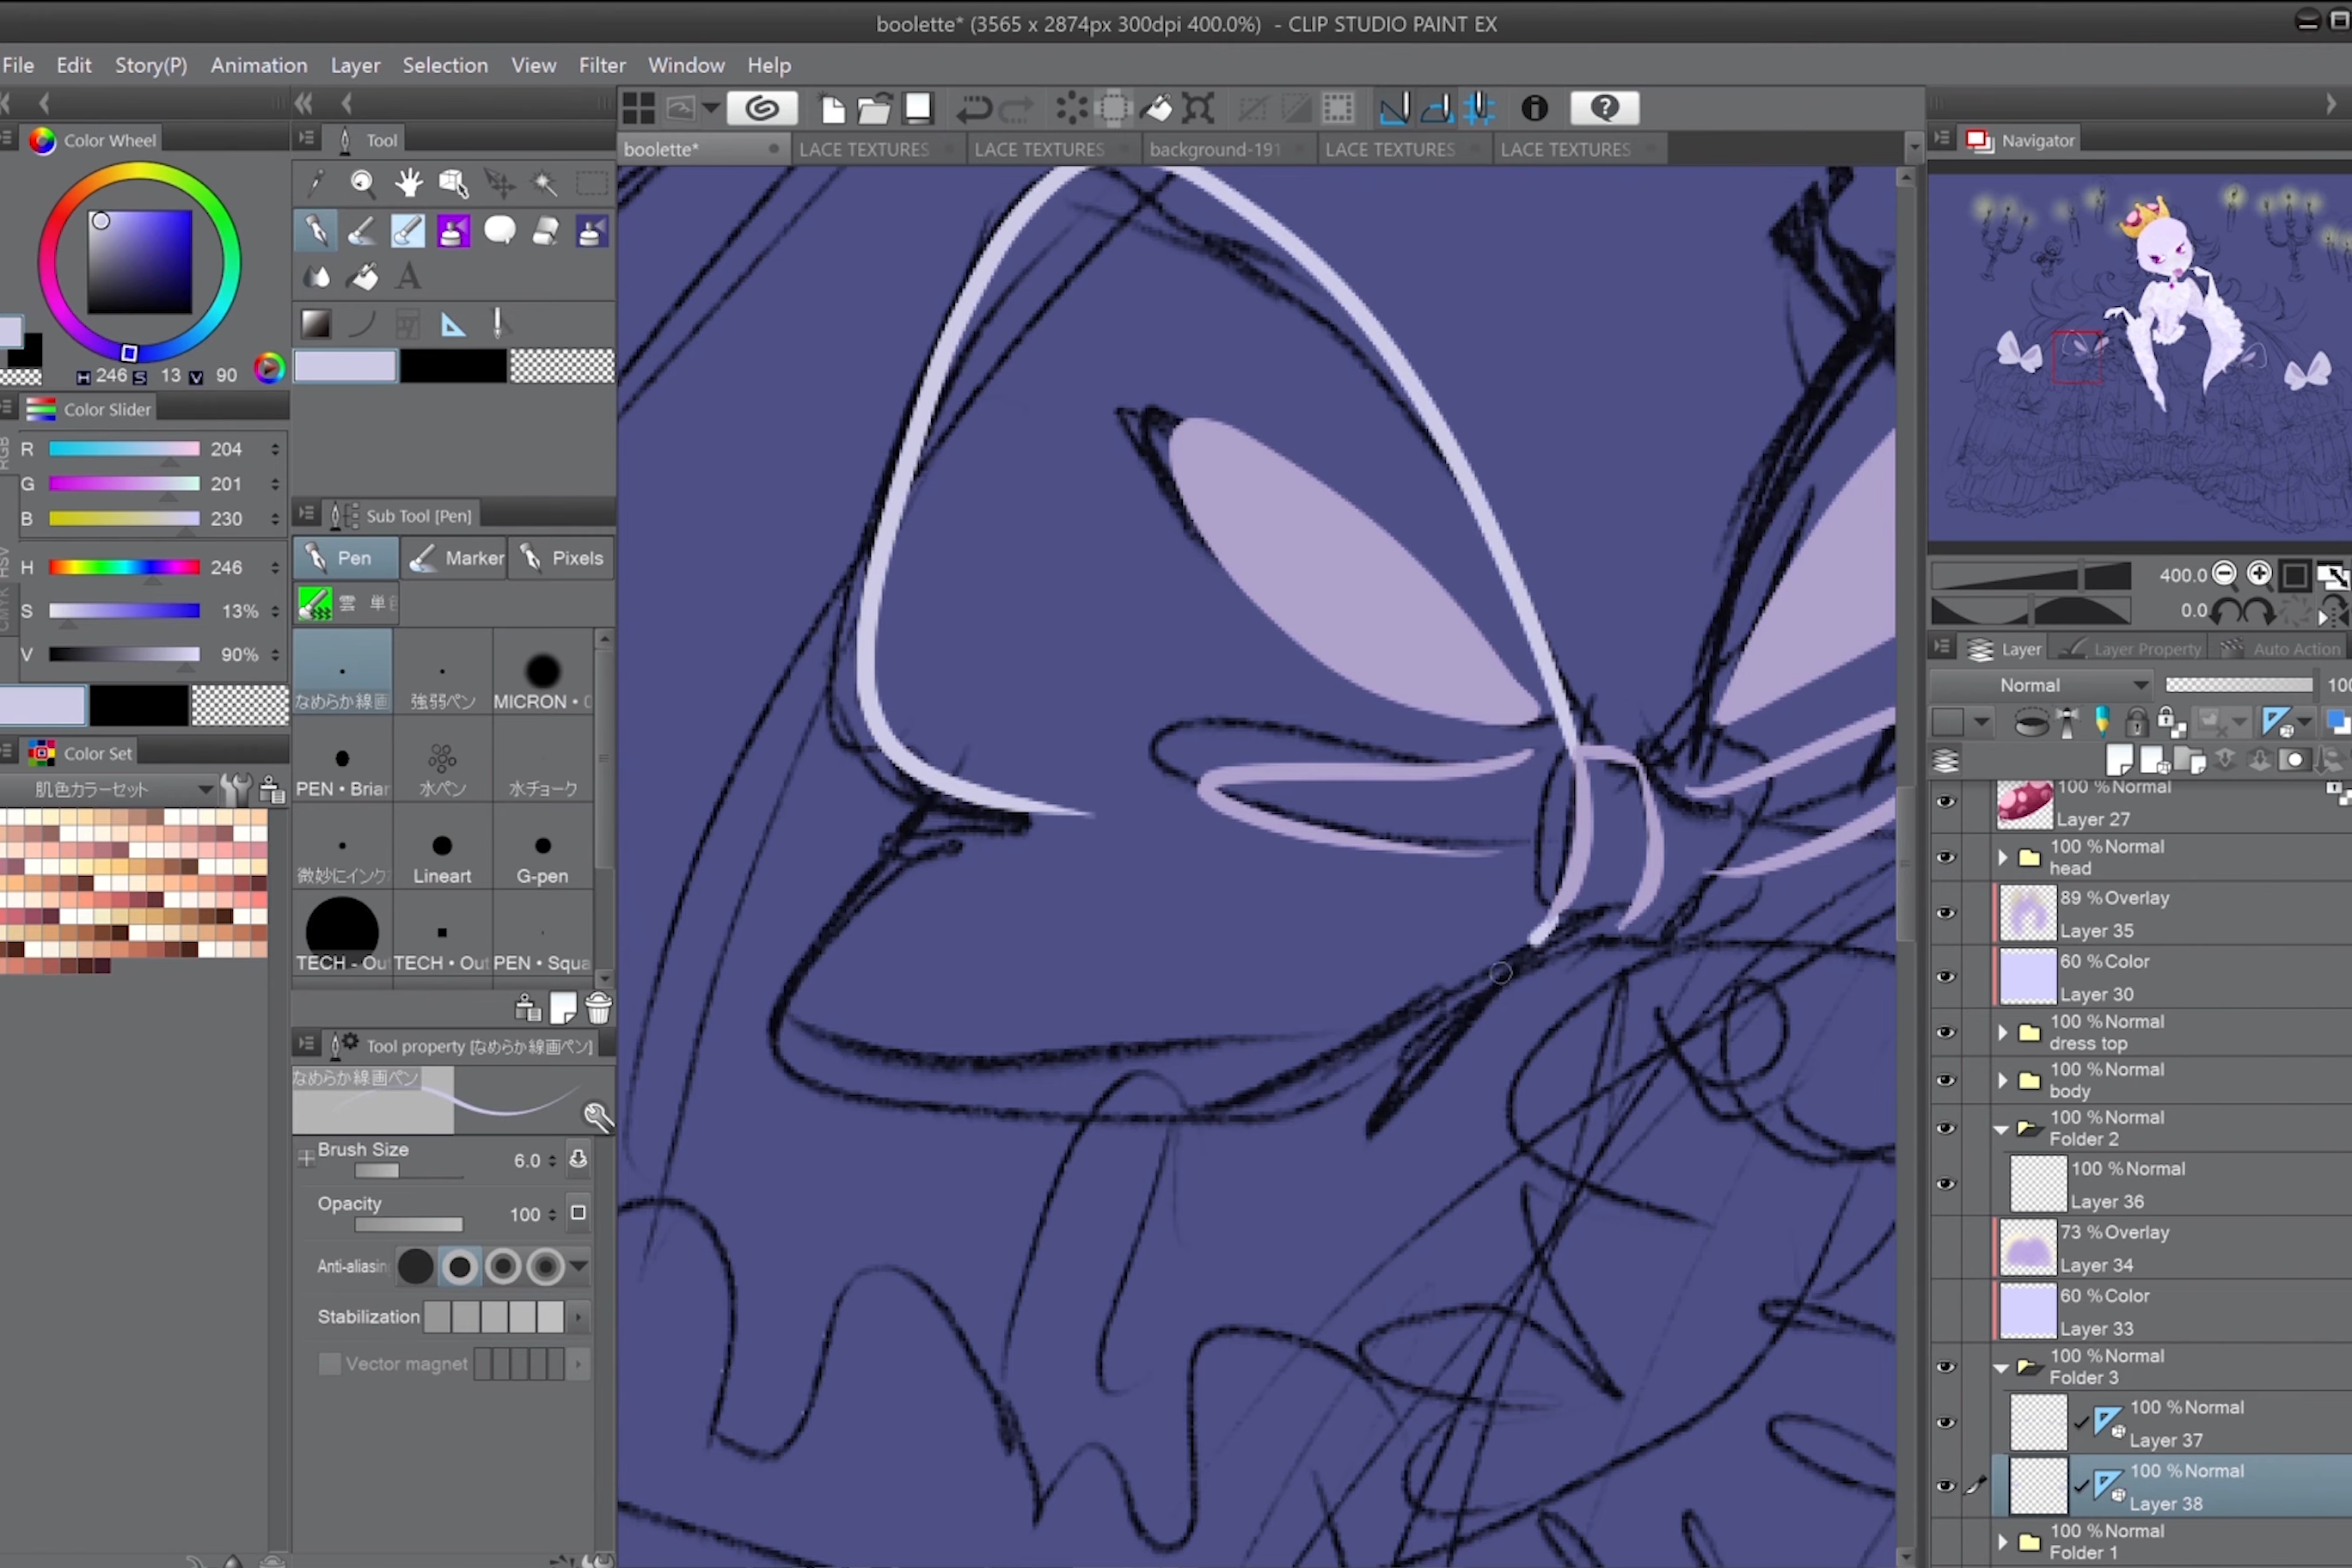 boolette* (3565 x 2874px 300dpi 400.0%) - CLIP STUDIO PAINT EX
File Edit Story(P) Animation Layer Selection View Filter Window Help
Color Wheel
Tool
boolette* LACE TEXTURES LACE TEXTURES background-191 LACE TEXTURES LACE TEXTURES
Navigator
H 246 S 13 V 90
Color Slider
RGB
R 204
G 201
B 230
HSV
H 246
S 13%
V 90%
CMYK
Color Set
肌色カラーセット
Sub Tool [Pen]
Pen Marker Pixels
なめらか線画 強弱ペン MICRON •
PEN • Briar 水ペン 水チョーク
微妙にインク Lineart G-pen
TECH - Out TECH • Out PEN • Squa
Tool property [なめらか線画ペン]
なめらか線画ペン
Brush Size 6.0
Opacity 100
Anti-aliasin
Stabilization
Vector magnet
400.0
0.0
Layer Layer Property Auto Action
Normal 100
100 %Normal
Layer 27
100 %Normal
head
89 %Overlay
Layer 35
60 %Color
Layer 30
100 %Normal
dress top
100 %Normal
body
100 %Normal
Folder 2
100 %Normal
Layer 36
73 %Overlay
Layer 34
60 %Color
Layer 33
100 %Normal
Folder 3
100 %Normal
Layer 37
100 %Normal
Layer 38
100 %Normal
Folder 1